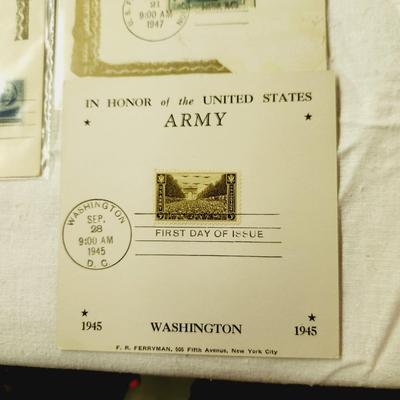 9:00 AM
1947
IN HONOR of the UNITED STATES
ARMY
WASHINGTON
SEP.
28
9:00 AM
1945
D. C.
FIRST DAY OF ISSUE
1945 WASHINGTON 1945
F. R. FERRYMAN, 505 Fifth Avenue, New York City